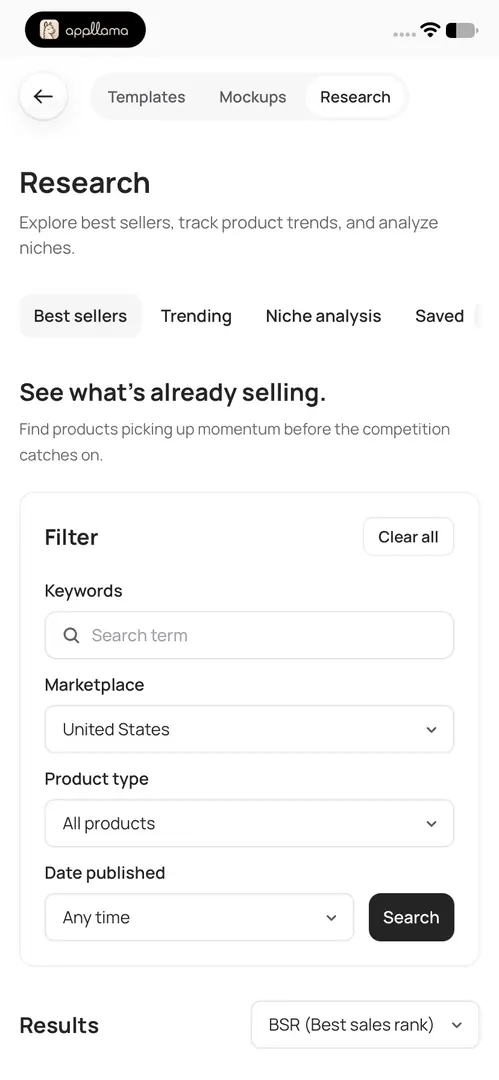 appllama
Templates Mockups Research
Research
Explore best sellers, track product trends, and analyze
niches.
Best sellers Trending Niche analysis Saved
See what's already selling.
Find products picking up momentum before the competition
catches on.
Filter Clear all
Keywords
Search term
Marketplace
United States
Product type
All products
Date published
Any time Search
Results BSR (Best sales rank)